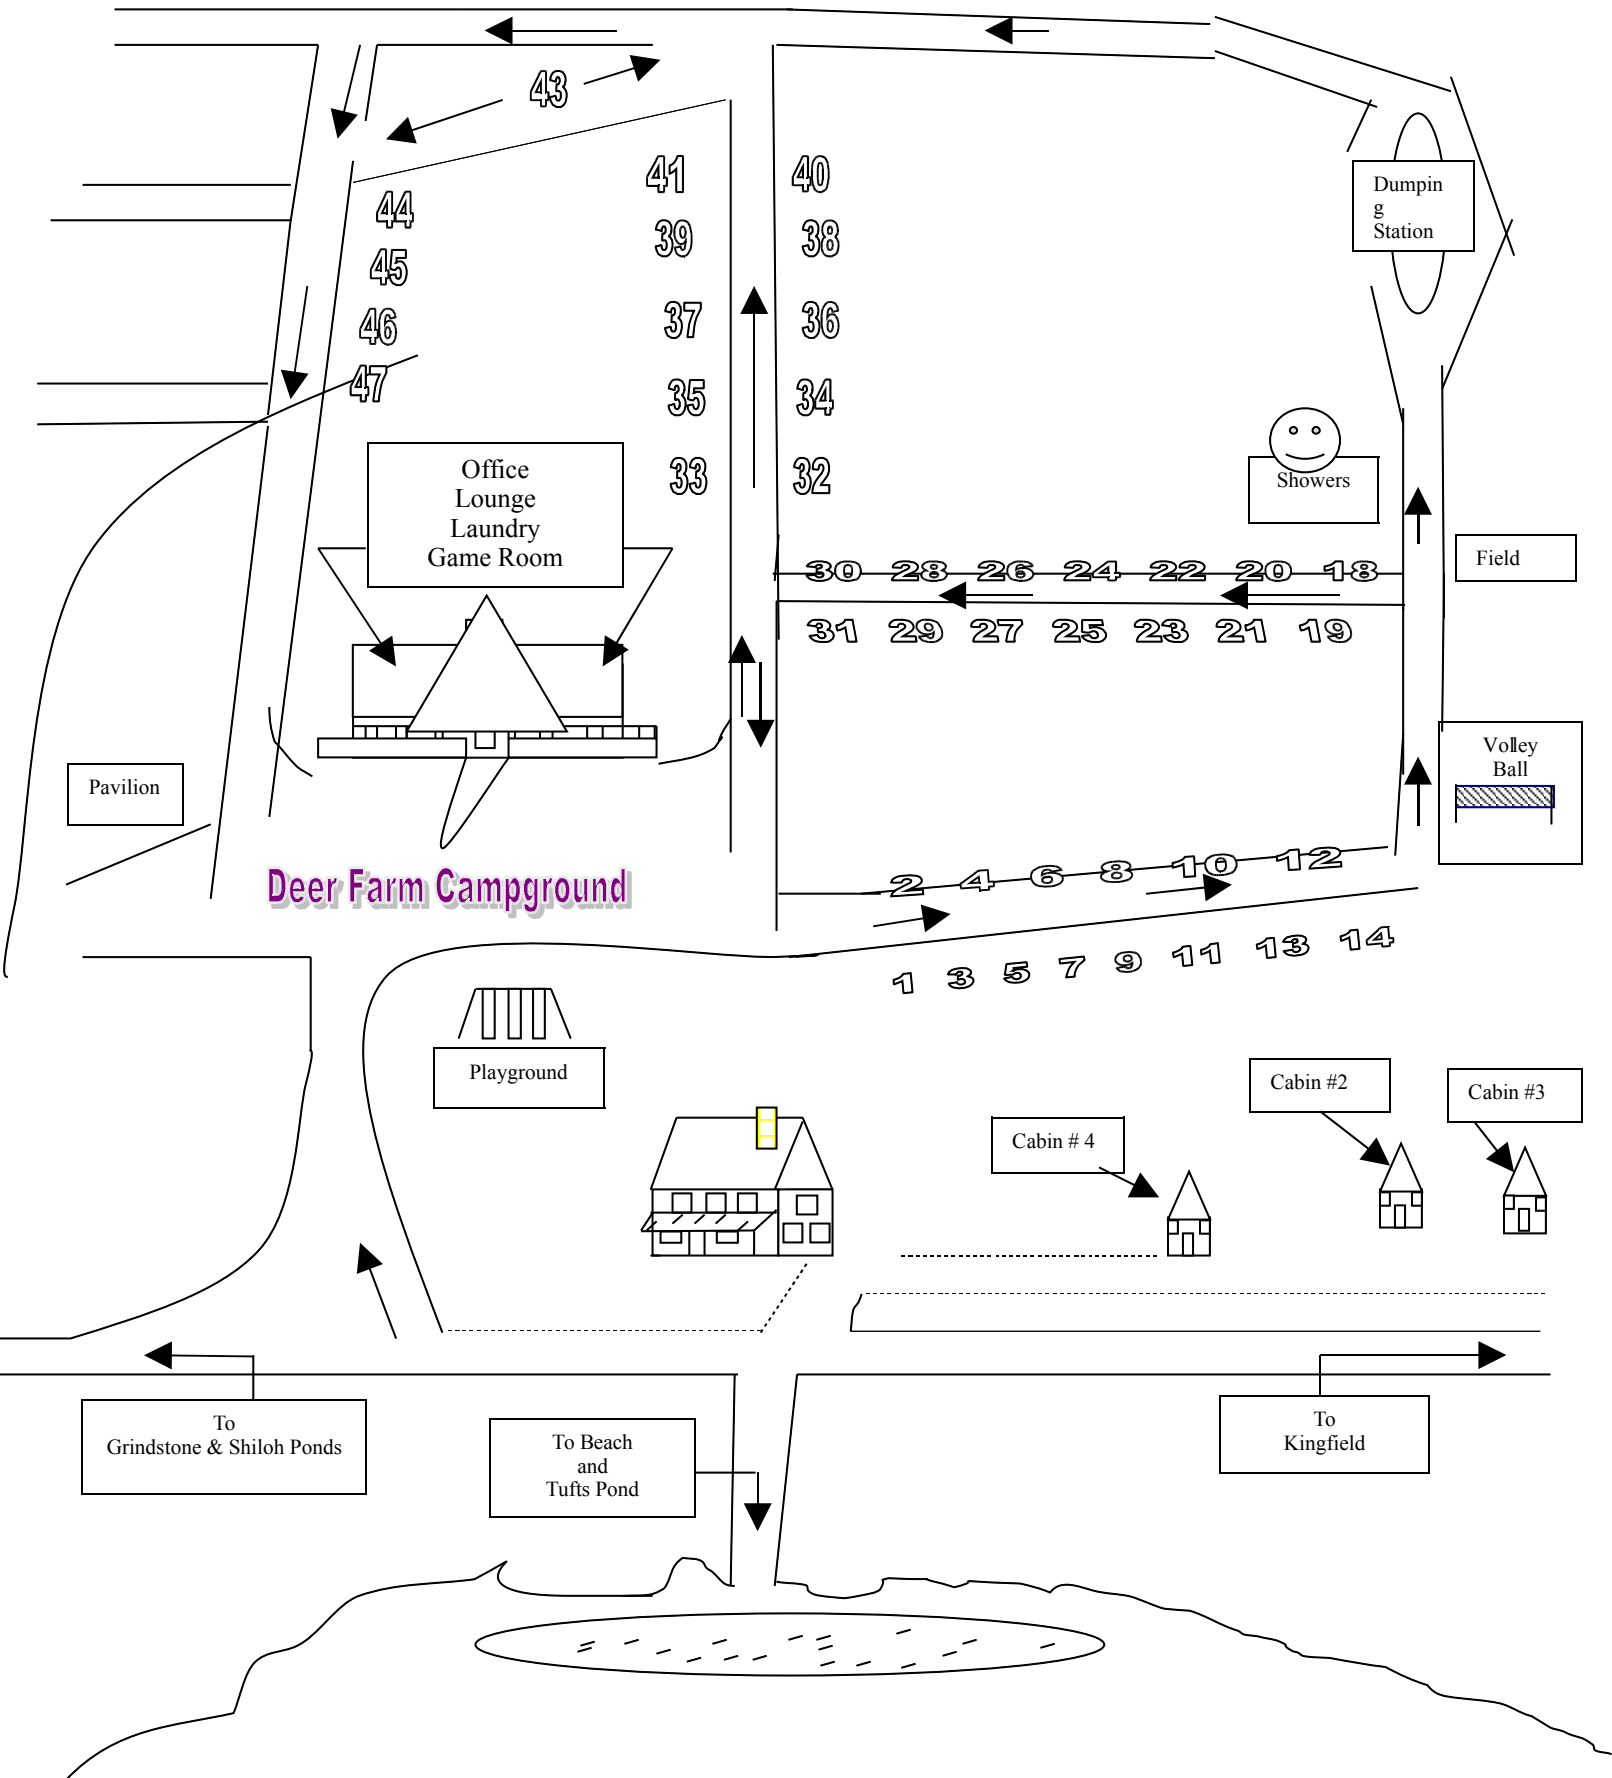 43
41 40
Dumpin
g
Station
44
39 38
45
46
37 36
47
35 34
Office
Lounge
Laundry
Game Room
33 32
Showers
Field
30 28 26 24 22 20 18
31 29 27 25 23 21 19
Volley
Ball
Pavilion
Deer Farm Campground
2 4 6 8 10 12
1 3 5 7 9 11 13 14
Playground
Cabin #2
Cabin #3
Cabin # 4
To
Grindstone & Shiloh Ponds
To Beach
and
Tufts Pond
To
Kingfield